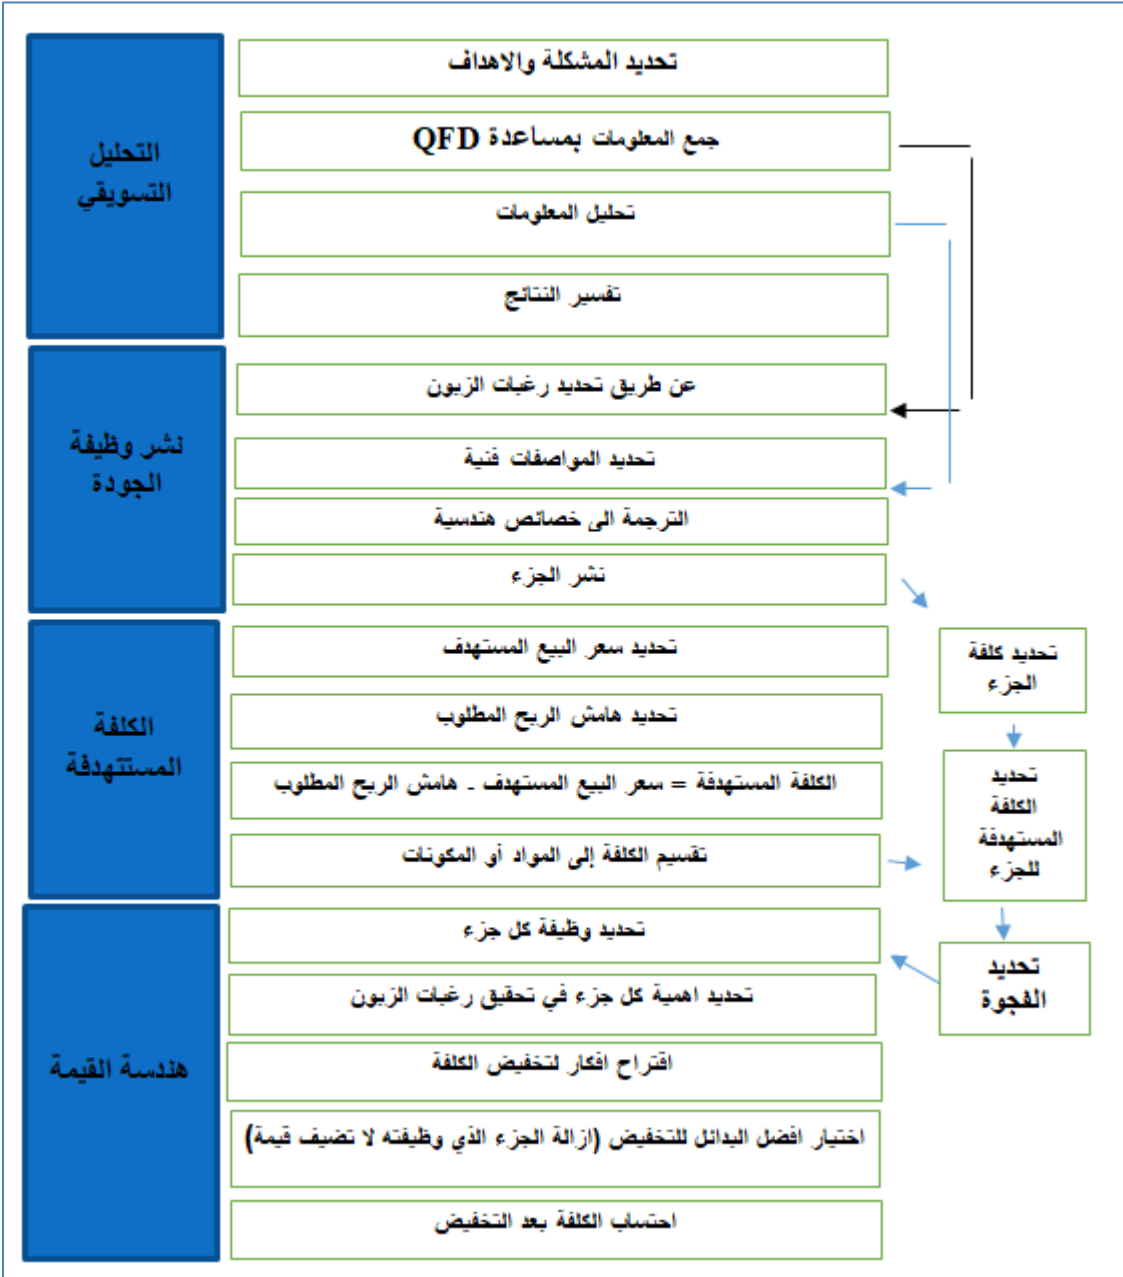 التحليل
التسويقي
تحديد المشكلة والاهداف
جمع المعلومات بمساعدة QFD
تحليل المعلومات
تفسير النتائج
نشر وظيفة
الجودة
عن طريق تحديد رغبات الزبون
تحديد المواصفات فنية
الترجمة الى خصائص هندسية
نشر الجزء
الكلفة
المستتهدفة
تحديد سعر البيع المستهدف
تحديد هامش الربح المطلوب
الكلفة المستهدفة = سعر البيع المستهدف - هامش الربح المطلوب
تقسيم الكلفة إلى المواد أو المكونات
تحديد كلفة
الجزء
تحديد
الكلفة
المستهدفة
للجزء
تحديد
الفجوة
هندسة القيمة
تحديد وظيفة كل جزء
تحديد اهمية كل جزء في تحقيق رغبات الزبون
اقتراح افكار لتخفيض الكلفة
اختيار افضل البدائل للتخفيض (ازالة الجزء الذي وظيفته لا تضيف قيمة)
احتساب الكلفة بعد التخفيض